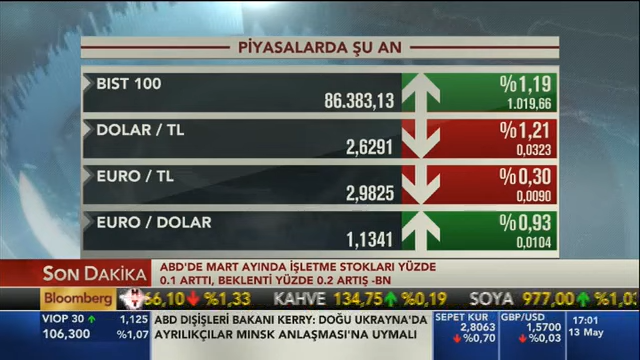 PİYASALARDA ŞU AN
BIST 100
86.383,13
%1,19
1.019,66
DOLAR / TL
2,6291
%1,21
0,0323
EURO / TL
2,9825
%0,30
0,0090
EURO / DOLAR
1,1341
%0,93
0,0104
SON DAKİKA
ABD'DE MART AYINDA İŞLETME STOKLARI YÜZDE
0.1 ARTTI, BEKLENTİ YÜZDE 0.2 ARTIŞ -BN
Bloomberg HT 66,10 %1,33 KAHVE 134,75 %0,19 SOYA 977,00 %1,0
VIOP 30 1,125
106,300 1,07
ABD DIŞİŞLERİ BAKANI KERRY: DOĞU UKRAYNA'DA
AYRILIKÇILAR MINSK ANLAŞMASI'NA UYMALI
SEPET KUR
2,8063
%0,70
GBP/USD
1,5700
%0,03
17:01
13 May